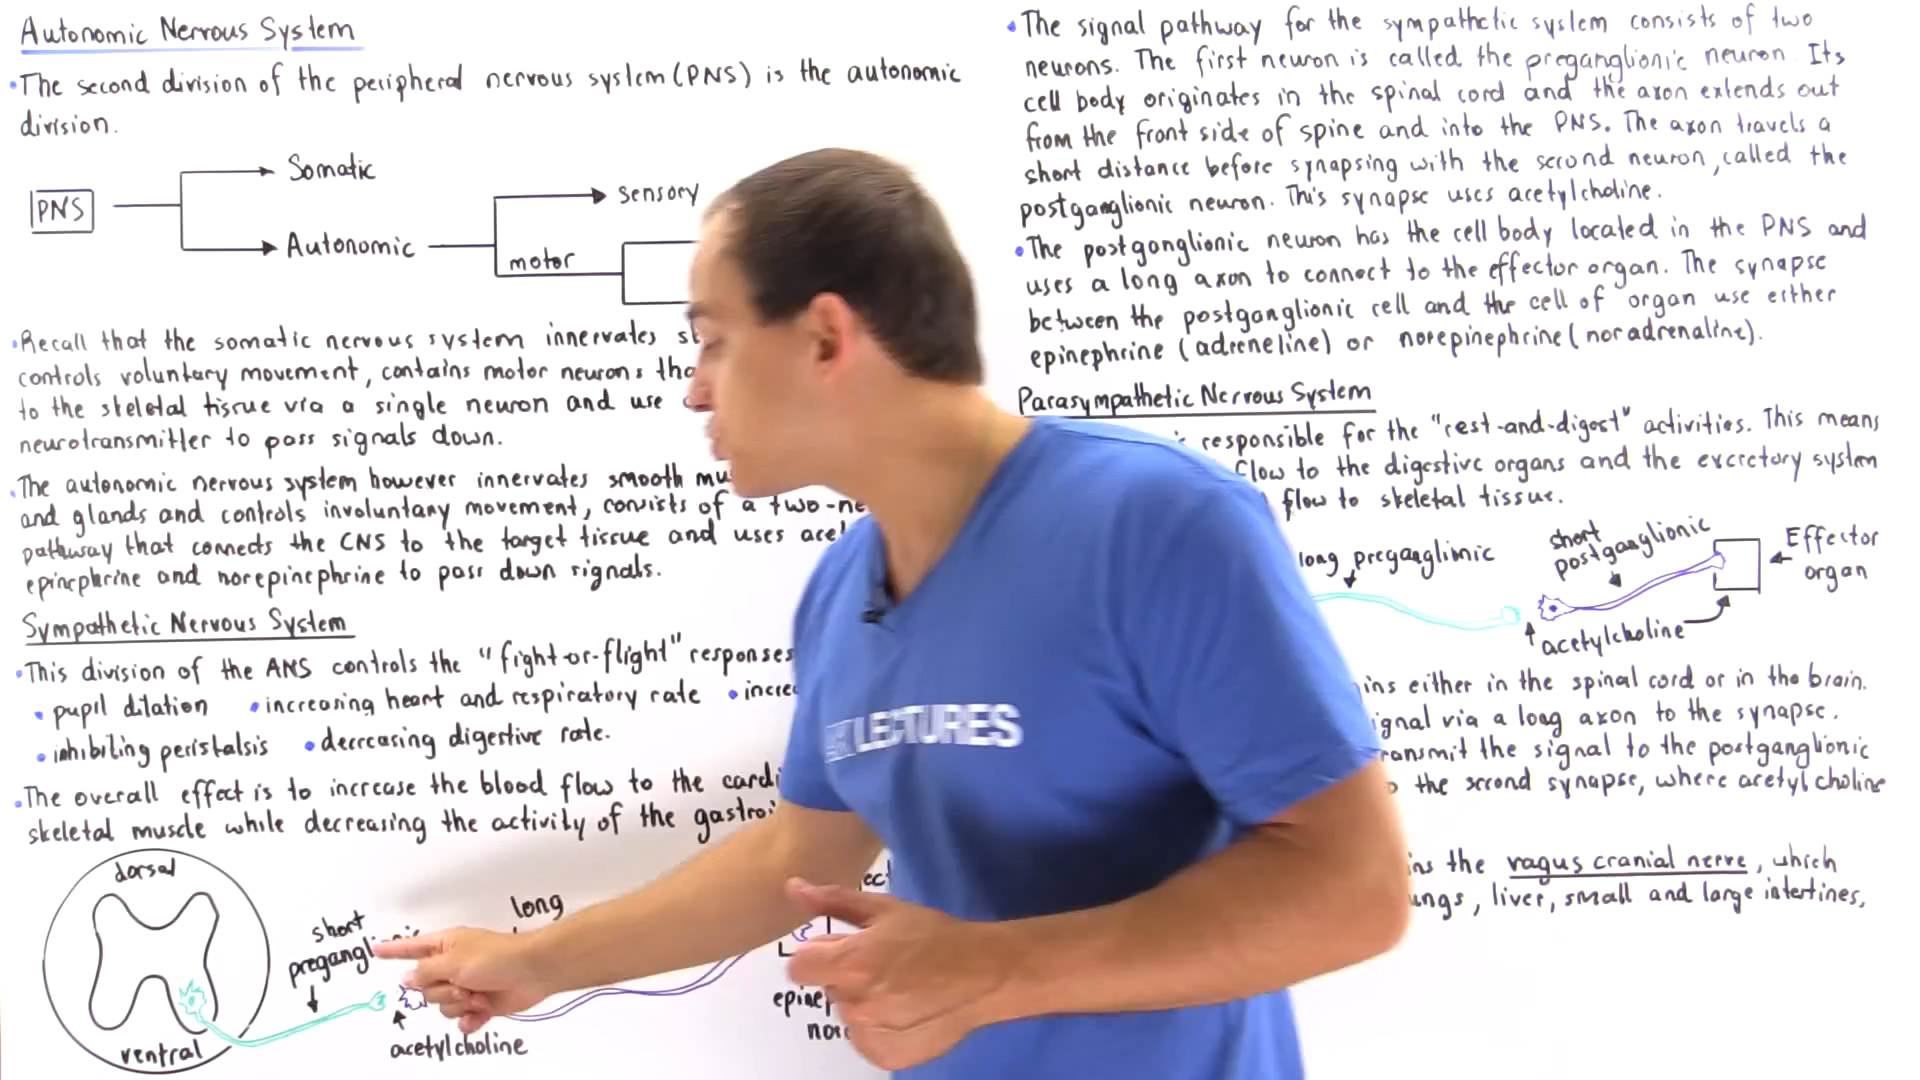 Autonomic Nervous System
•The second division of the peripheral nervous system (PNS) is the autonomic
division.
PNS
Somatic
Autonomic
sensory
motor
•Recall that the somatic nervous system innervates
controls voluntary movement, contains motor neurons
to the skeletal tissue via a single neuron and use
neurotransmitter to pass signals down.
•The autonomic nervous system however innervates smooth
and glands and controls involuntary movement, consists of a two-
pathway that connects the CNS to the target tissue and uses
epinephrine and norepinephrine to pass down signals.
Sympathetic Nervous System
•This division of the ANS controls the "fight-or-flight" responses
•pupil dilation •increasing heart and respiratory rate •
•inhibiting peristalsis •decreasing digestive rate.
•The overall effect is to increase the blood flow to the
skeletal muscle while decreasing the activity of the
dorsal
ventral
short
long
acetylcholine
•The signal pathway for the sympathetic system consists of two
neurons. The first neuron is called the preganglionic neuron. Its
cell body originates in the spinal cord and the axon extends out
from the front side of spine and into the PNS. The axon travels a
short distance before synapsing with the second neuron, called the
postganglionic neuron. This synapse uses acetylcholine.
•The postganglionic neuron has the cell body located in the PNS and
uses a long axon to connect to the effector organ. The synapse
between the postganglionic cell and the cell of organ use either
epinephrine (adreneline) or norepinephrine (noradrenaline).
Parasympathetic Nervous System
responsible for the "rest-and-digest" activities. This means
flow to the digestive organs and the excretory system
flow to skeletal tissue.
long preganglionic
short
postganglionic
Effector
organ
acetylcholine
either in the spinal cord or in the brain.
via a long axon to the synapse.
the signal to the postganglionic
the second synapse, where acetylcholine
the vagus cranial nerve, which
liver, small and large intertines,
LECTURES